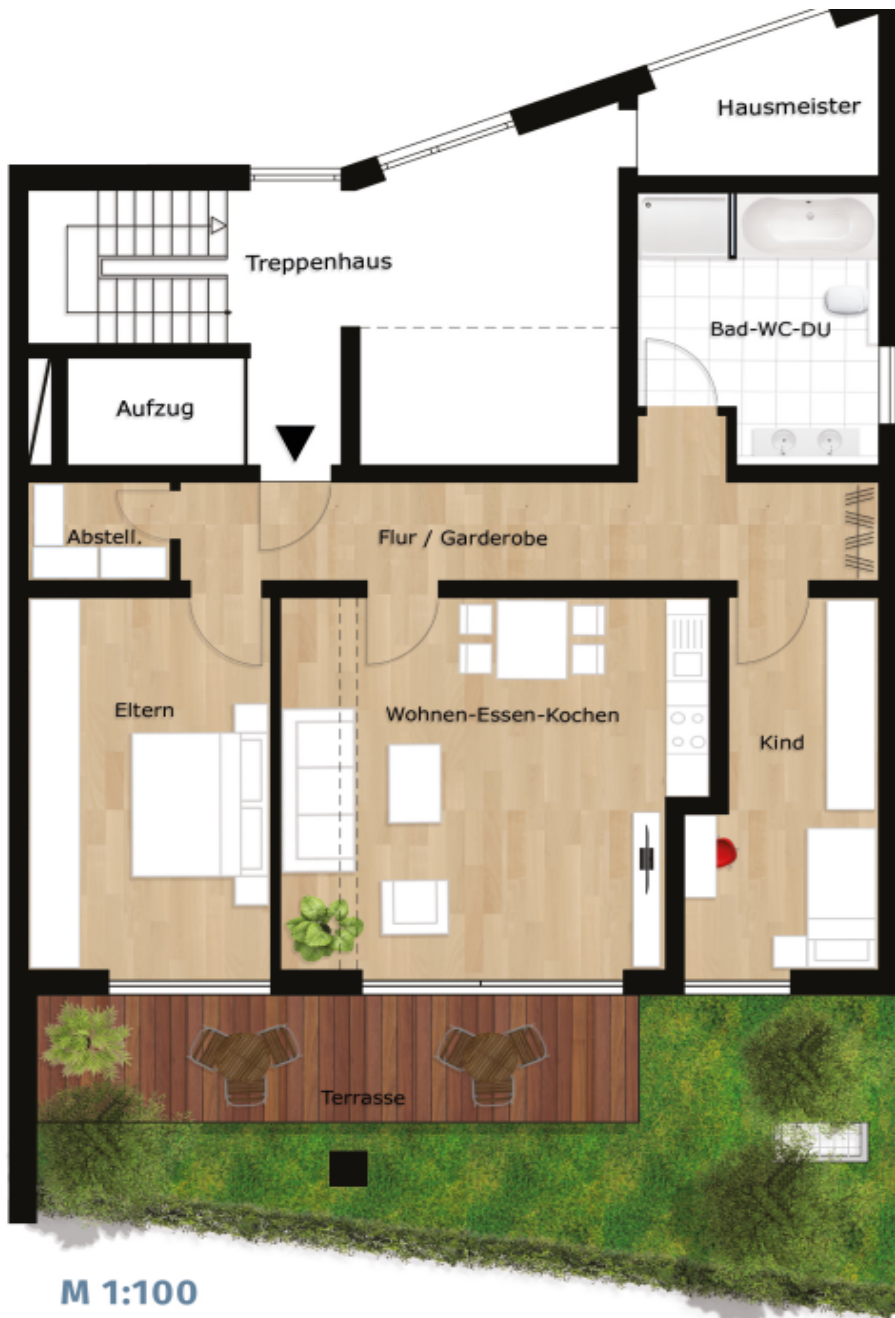 Hausmeister
Treppenhaus
Bad-WC-DU
Aufzug
Abstell.
Flur / Garderobe
Eltern
Wohnen-Essen-Kochen
Kind
Terrasse
M 1:100